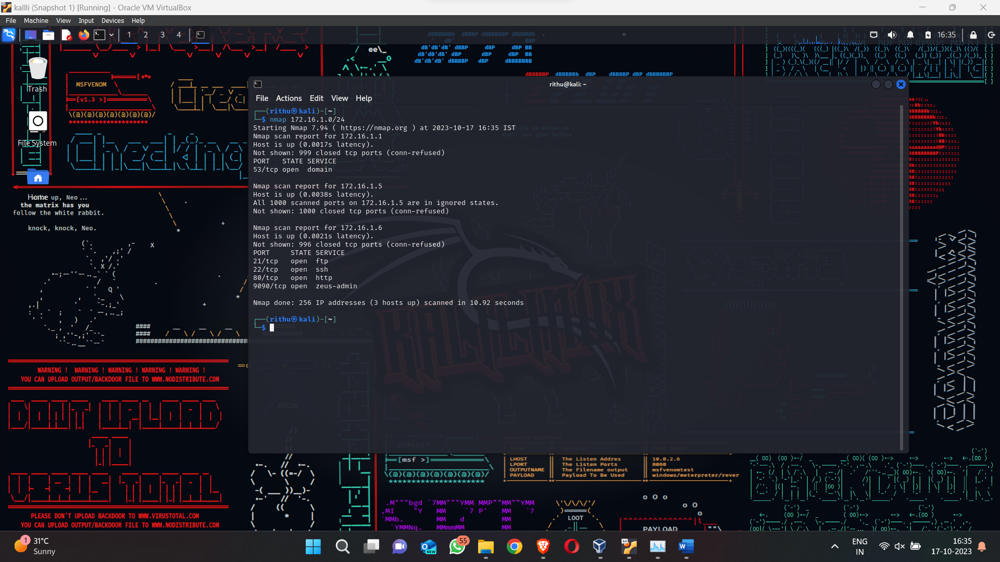 kallli (Snapshot 1) [Running] - Oracle VM VirtualBox
File Machine View Input Devices Help
1 2 3 4
16:35
Trash
File System
Home
MSFVENOM
[v1.3 >]
up, Neo...
the matrix has you
follow the white rabbit.
knock, knock, Neo.
rithu@kali: ~
File Actions Edit View Help
(rithu㉿kali)-[~]
$ nmap 172.16.1.0/24
Starting Nmap 7.94 ( https://nmap.org ) at 2023-10-17 16:35 IST
Nmap scan report for 172.16.1.1
Host is up (0.0017s latency).
Not shown: 999 closed tcp ports (conn-refused)
PORT   STATE SERVICE
53/tcp open  domain
Nmap scan report for 172.16.1.5
Host is up (0.0038s latency).
All 1000 scanned ports on 172.16.1.5 are in ignored states.
Not shown: 1000 closed tcp ports (conn-refused)
Nmap scan report for 172.16.1.6
Host is up (0.0021s latency).
Not shown: 996 closed tcp ports (conn-refused)
PORT     STATE SERVICE
21/tcp   open  ftp
22/tcp   open  ssh
80/tcp   open  http
9090/tcp open  zeus-admin
Nmap done: 256 IP addresses (3 hosts up) scanned in 10.92 seconds
(rithu㉿kali)-[~]
$
KALI LINUX
RECON
WARNING ! WARNING ! WARNING ! WARNING ! WARNING !
YOU CAN UPLOAD OUTPUT/BACKDOOR FILE TO WWW.NODISTRIBUTE.COM
DONT UPLOAD
TO
VIRUS TOTAL
PLEASE DON'T UPLOAD BACKDOOR TO WWW.VIRUSTOTAL.COM
YOU CAN UPLOAD OUTPUT/BACKDOOR FILE TO WWW.NODISTRIBUTE.COM
EXPLOIT
[msf >]
LHOST The Listen Addres 10.0.2.6
LPORT The Listen Ports 8080
OUTPUTNAME The Filename output msfvenomtest
PAYLOAD Payload To Be Used windows/meterpreter/rever
LOOT
PAYLOAD
1
31°C
Sunny
NEW
55
64
ENG
IN
16:35
17-10-2023